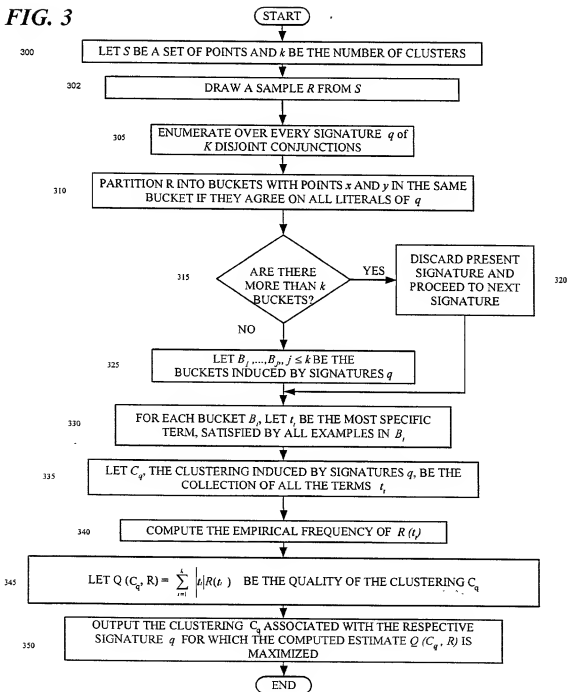 FIG. 3
START
300
LET S BE A SET OF POINTS AND k BE THE NUMBER OF CLUSTERS
302
DRAW A SAMPLE R FROM S
305
ENUMERATE OVER EVERY SIGNATURE q of
K DISJOINT CONJUNCTIONS
310
PARTITION R INTO BUCKETS WITH POINTS x AND y IN THE SAME
BUCKET IF THEY AGREE ON ALL LITERALS OF q
315
ARE THERE
MORE THAN k
BUCKETS?
YES
320
DISCARD PRESENT
SIGNATURE AND
PROCEED TO NEXT
SIGNATURE
NO
325
LET B₁,...,Bⱼ, j ≤ k BE THE
BUCKETS INDUCED BY SIGNATURES q
330
FOR EACH BUCKET Bᵢ, LET tᵢ BE THE MOST SPECIFIC
TERM, SATISFIED BY ALL EXAMPLES IN Bᵢ
335
LET C_q, THE CLUSTERING INDUCED BY SIGNATURES q, BE THE
COLLECTION OF ALL THE TERMS tᵢ
340
COMPUTE THE EMPIRICAL FREQUENCY OF R (tᵢ)
345
LET Q (C_q, R) = k ∑ i=1 |tᵢ|R(tᵢ) BE THE QUALITY OF THE CLUSTERING C_q
350
OUTPUT THE CLUSTERING C_q ASSOCIATED WITH THE RESPECTIVE
SIGNATURE q FOR WHICH THE COMPUTED ESTIMATE Q (C_q, R) IS
MAXIMIZED
END